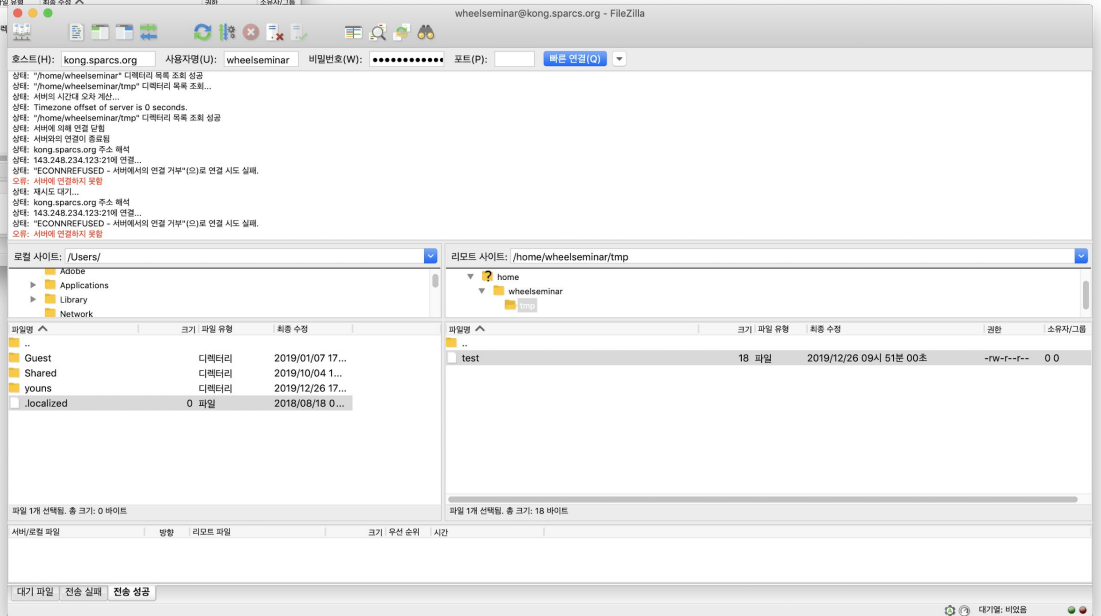 파일 유형 최종 수정 권한 소유자/그룹
wheelseminar@kong.sparcs.org - FileZilla
호스트(H): kong.sparcs.org 사용자명(U): wheelseminar 비밀번호(W): ●●●●●●●●●●●● 포트(P): 빠른 연결(Q)
상태: "/home/wheelseminar" 디렉터리 목록 조회 성공
상태: "/home/wheelseminar/tmp" 디렉터리 목록 조회...
상태: 서버의 시간대 오차 계산...
상태: Timezone offset of server is 0 seconds.
상태: "/home/wheelseminar/tmp" 디렉터리 목록 조회 성공
상태: 서버에 의해 연결 닫힘
상태: 서버와의 연결이 종료됨
상태: kong.sparcs.org 주소 해석
상태: 143.248.234.123:21에 연결...
상태: "ECONNREFUSED - 서버에서의 연결 거부"(으)로 연결 시도 실패.
오류: 서버에 연결하지 못함
상태: 재시도 대기...
상태: kong.sparcs.org 주소 해석
상태: 143.248.234.123:21에 연결...
상태: "ECONNREFUSED - 서버에서의 연결 거부"(으)로 연결 시도 실패.
오류: 서버에 연결하지 못함
로컬 사이트: /Users/
Adobe
Applications
Library
Network
리모트 사이트: /home/wheelseminar/tmp
? home
wheelseminar
tmp
파일명 크기 파일 유형 최종 수정
..
Guest 디렉터리 2019/01/07 17...
Shared 디렉터리 2019/10/04 1...
youns 디렉터리 2019/12/26 17...
.localized 0 파일 2018/08/18 0...
파일 1개 선택됨. 총 크기: 0 바이트
파일명 크기 파일 유형 최종 수정 권한 소유자/그룹
..
test 18 파일 2019/12/26 09시 51분 00초 -rw-r--r-- 0 0
파일 1개 선택됨. 총 크기: 18 바이트
서버/로컬 파일 방향 리모트 파일 크기 우선 순위 시간
대기 파일 전송 실패 전송 성공
대기열: 비었음